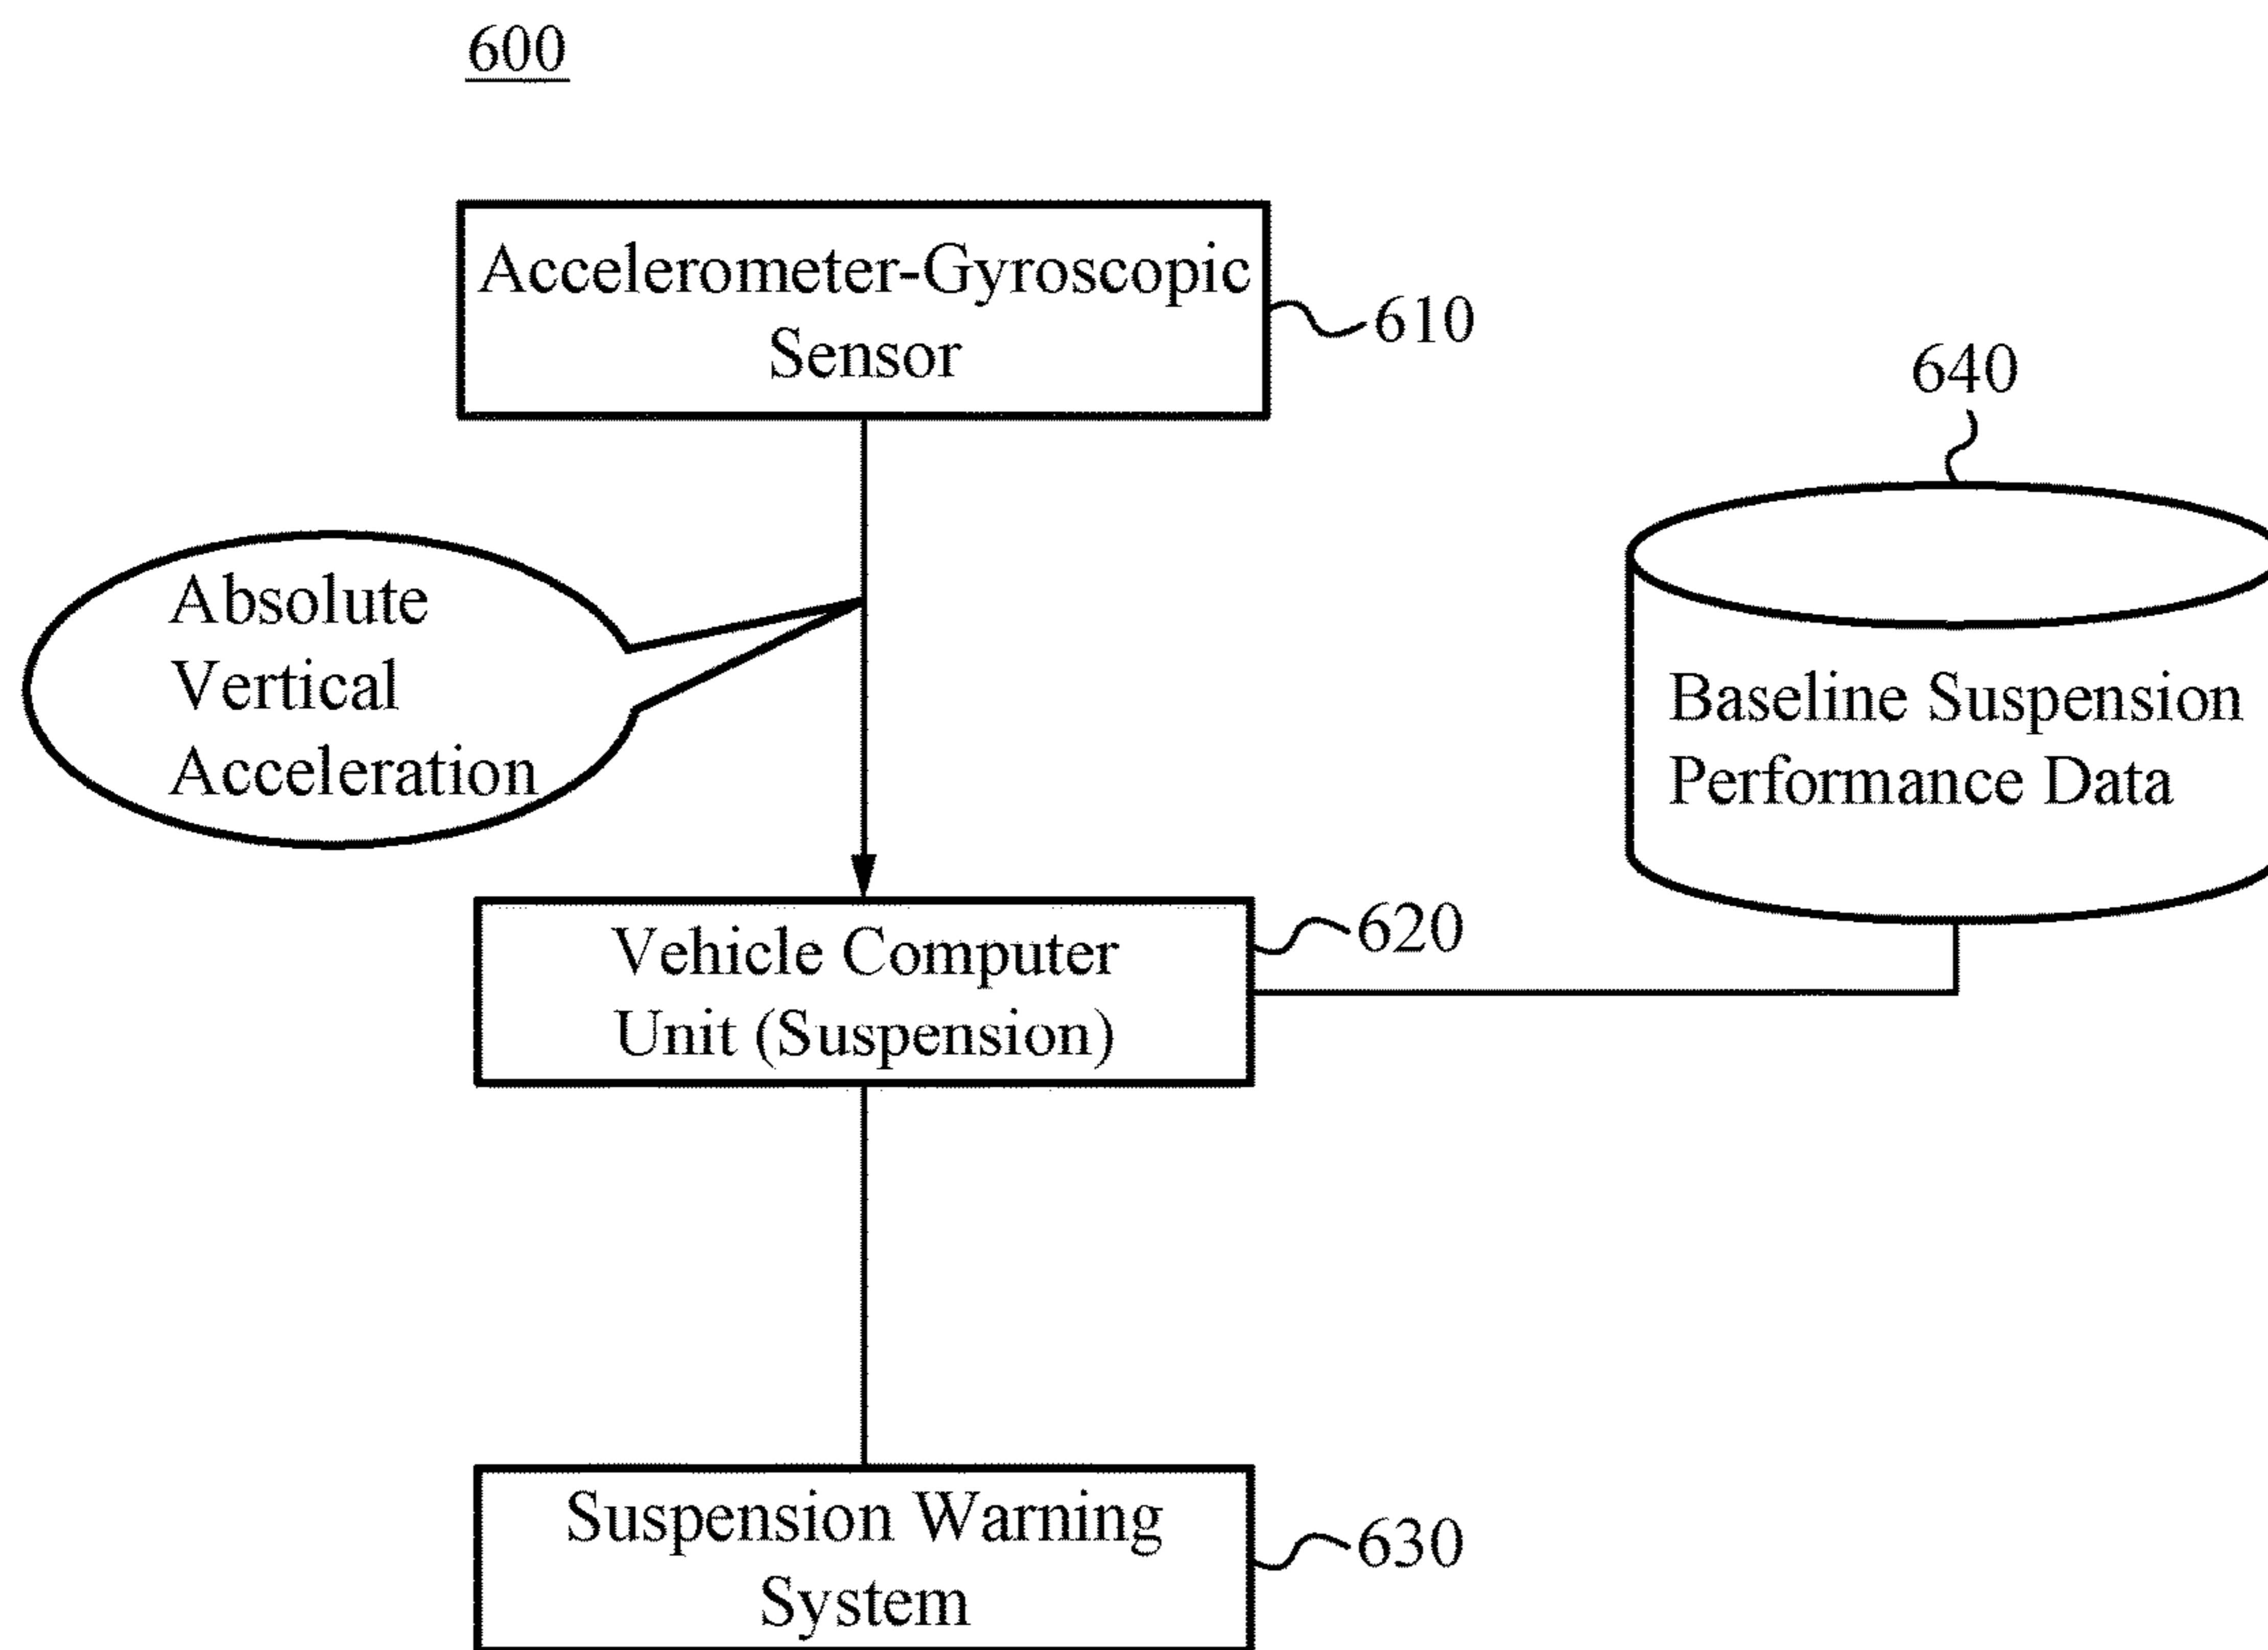 600
Accelerometer-Gyroscopic
Sensor
610
640
Absolute
Vertical
Acceleration
Baseline Suspension
Performance Data
Vehicle Computer
Unit (Suspension)
620
Suspension Warning
System
630